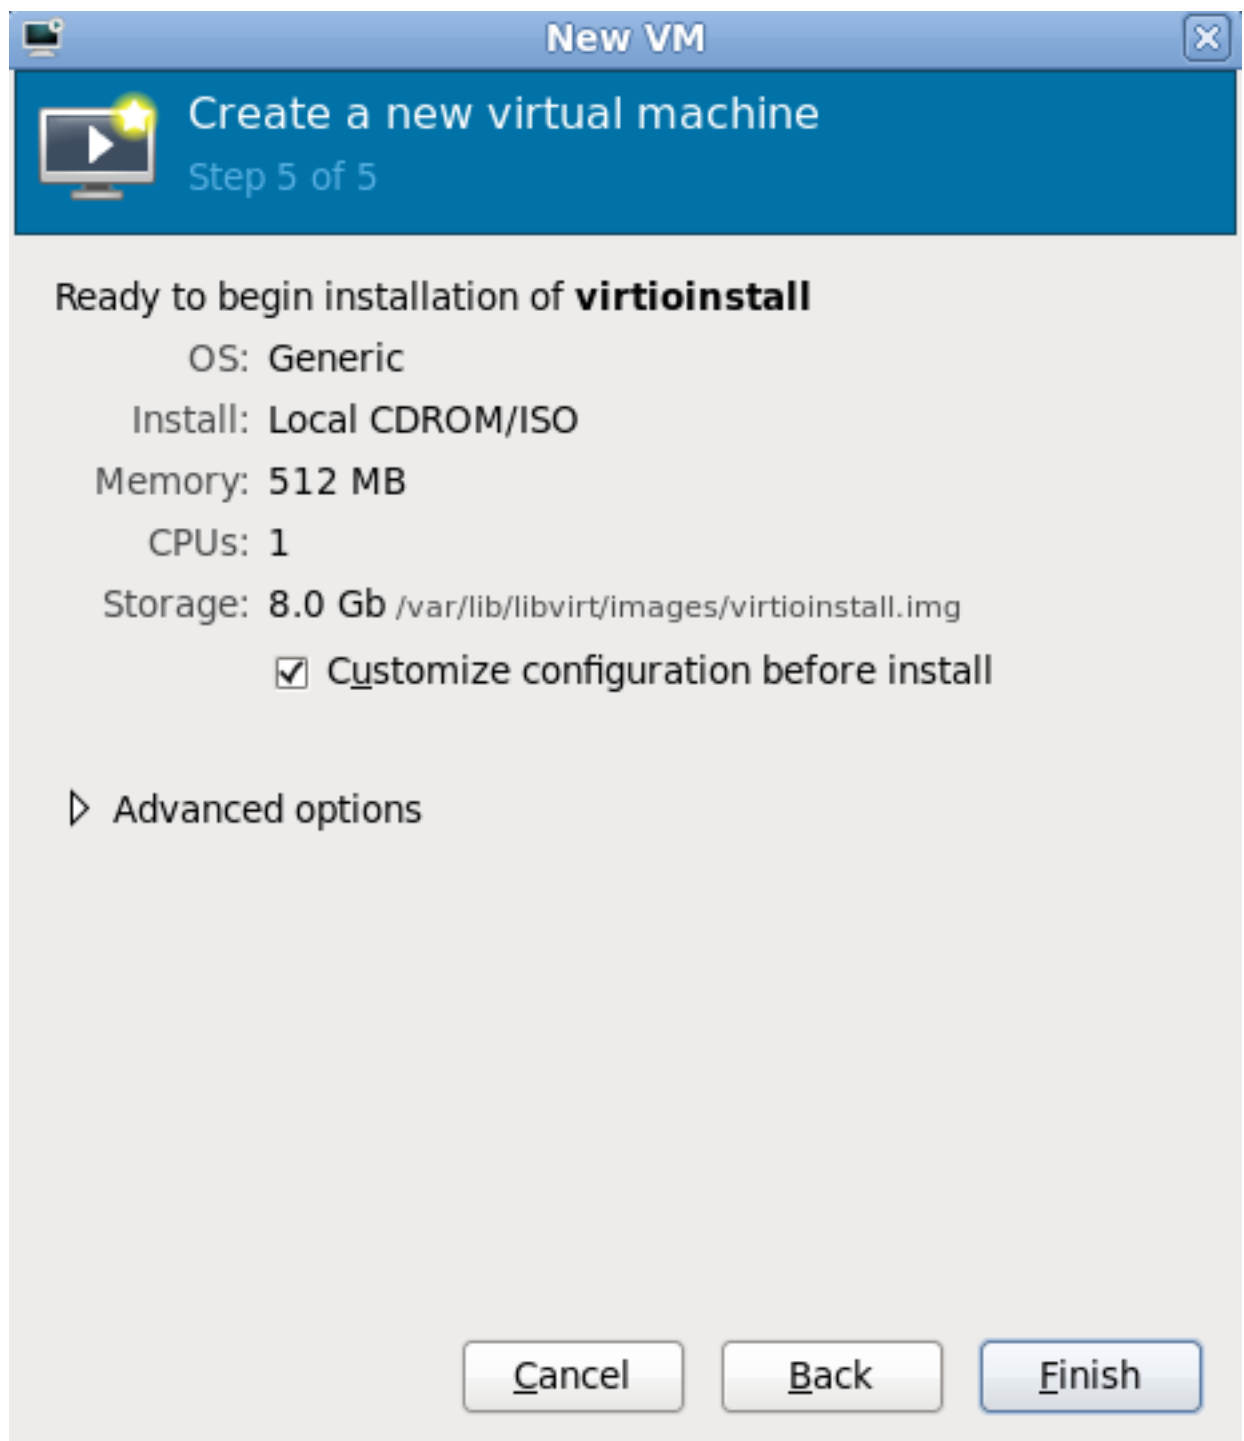 New VM
Create a new virtual machine
Step 5 of 5
Ready to begin installation of virtioinstall
OS: Generic
Install: Local CDROM/ISO
Memory: 512 MB
CPUs: 1
Storage: 8.0 Gb /var/lib/libvirt/images/virtioinstall.img
Customize configuration before install
Advanced options
Cancel Back Finish